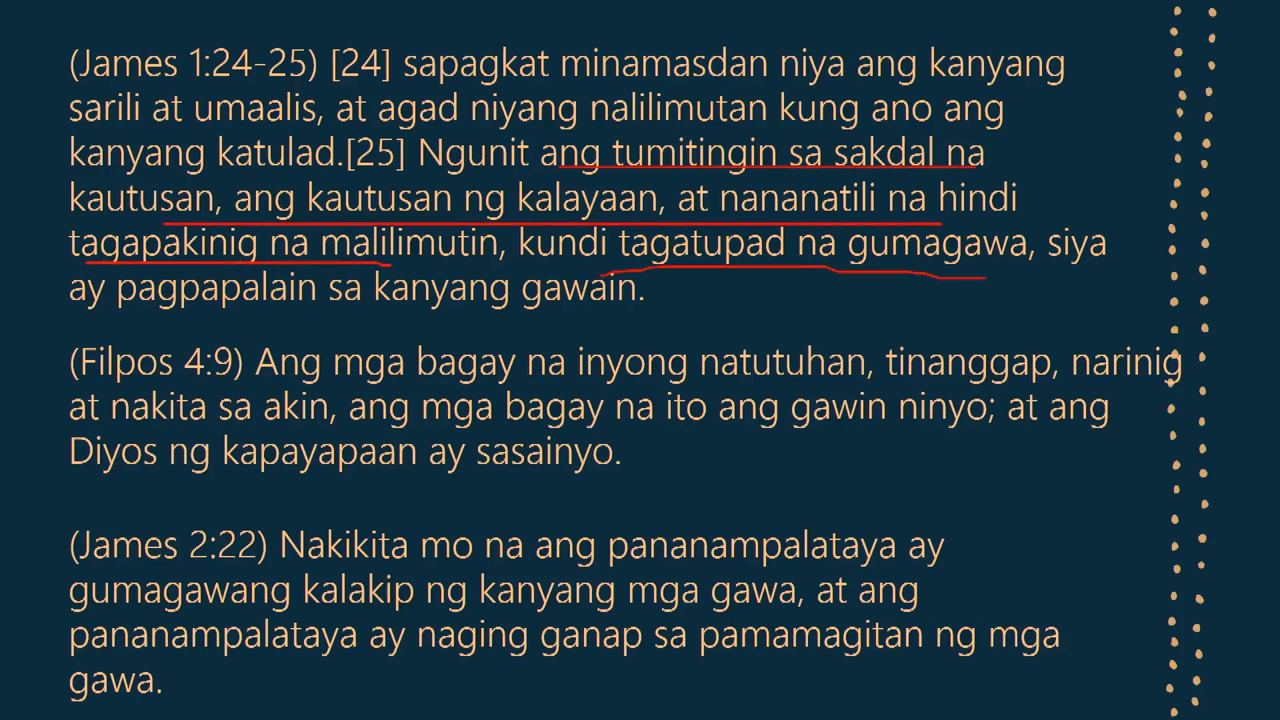 (James 1:24-25) [24] sapagkat minamasdan niya ang kanyang
sarili at umaalis, at agad niyang nalilimutan kung ano ang
kanyang katulad.[25] Ngunit ang tumitingin sa sakdal na
kautusan, ang kautusan ng kalayaan, at nananatili na hindi
tagapakinig na malilimutin, kundi tagatupad na gumagawa, siya
ay pagpapalain sa kanyang gawain.
(Filpos 4:9) Ang mga bagay na inyong natutuhan, tinanggap, narinig
at nakita sa akin, ang mga bagay na ito ang gawin ninyo; at ang
Diyos ng kapayapaan ay sasainyo.
(James 2:22) Nakikita mo na ang pananampalataya ay
gumagawang kalakip ng kanyang mga gawa, at ang
pananampalataya ay naging ganap sa pamamagitan ng mga
gawa.